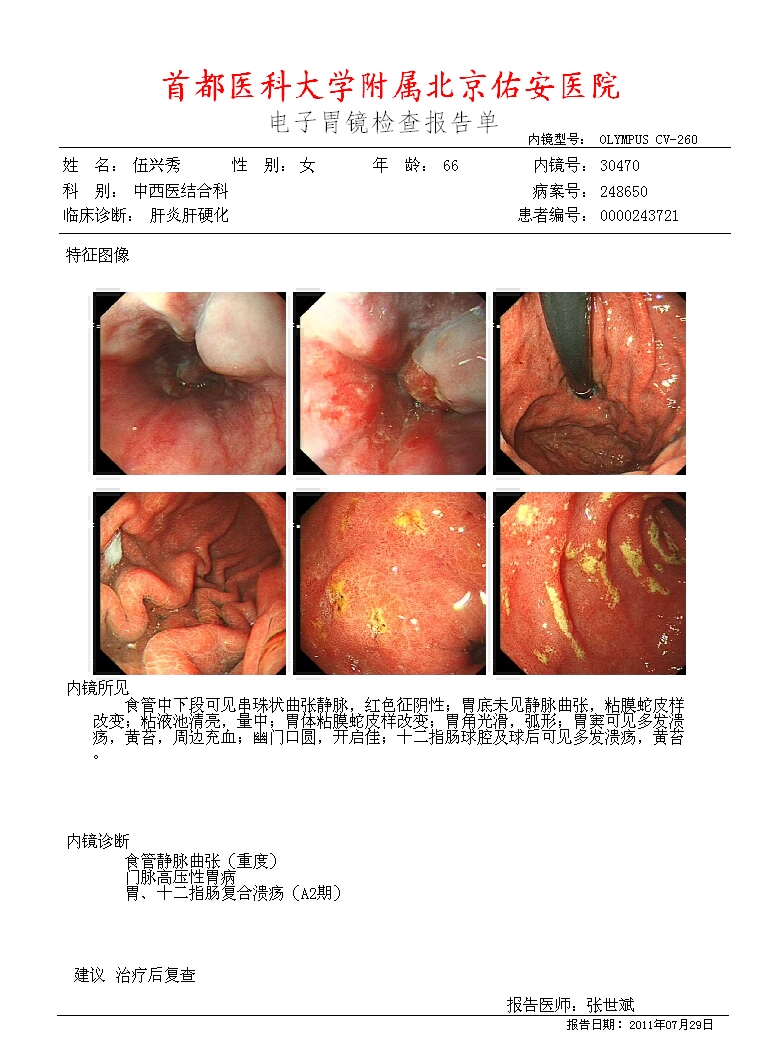 首都医科大学附属北京佑安医院
电子胃镜检查报告单
内镜型号： OLYMPUS CV-260
姓 名： 伍兴秀 性 别：女 年 龄： 66 内镜号： 30470
科 别： 中西医结合科 病案号： 248650
临床诊断： 肝炎肝硬化 患者编号： 0000243721
特征图像
内镜所见
食管中下段可见串珠状曲张静脉，红色征阴性；胃底未见静脉曲张，粘膜蛇皮样
改变；粘液池清亮，量中；胃体粘膜蛇皮样改变；胃角光滑，弧形；胃窦可见多发溃
疡，黄苔，周边充血；幽门口圆，开启佳；十二指肠球腔及球后可见多发溃疡，黄苔
。
内镜诊断
食管静脉曲张（重度）
门脉高压性胃病
胃、十二指肠复合溃疡（A2期）
建议 治疗后复查
报告医师：张世斌
报告日期：2011年07月29日